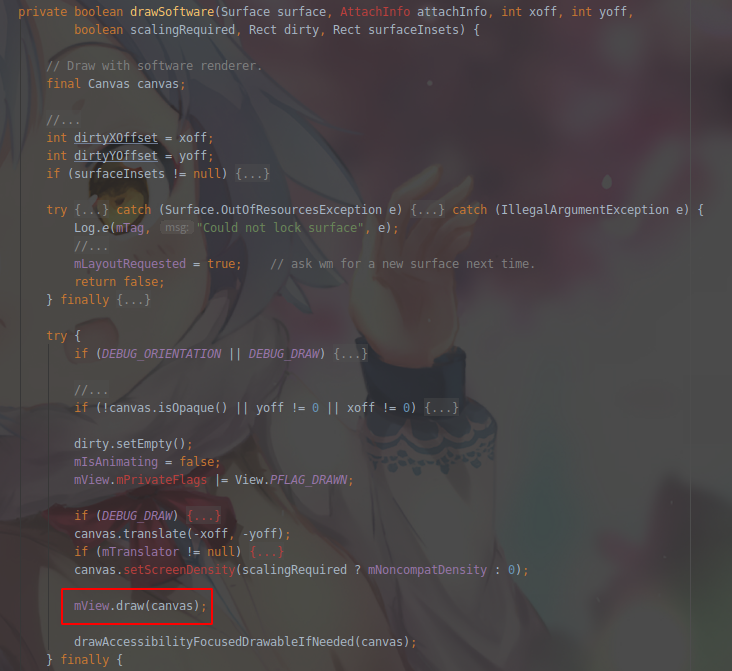 private boolean drawSoftware(Surface surface, AttachInfo attachInfo, int xoff, int yoff,
        boolean scalingRequired, Rect dirty, Rect surfaceInsets) {
    // Draw with software renderer.
    final Canvas canvas;
    //...
    int dirtyXOffset = xoff;
    int dirtyYOffset = yoff;
    if (surfaceInsets != null) {...}
    try {...} catch (Surface.OutOfResourcesException e) {...} catch (IllegalArgumentException e) {
        Log.e(mTag, msg: "Could not lock surface", e);
        //...
        mLayoutRequested = true;    // ask wm for a new surface next time.
        return false;
    } finally {...}
    try {
        if (DEBUG_ORIENTATION || DEBUG_DRAW) {...}
        //...
        if (!canvas.isOpaque() || yoff != 0 || xoff != 0) {...}
        dirty.setEmpty();
        mIsAnimating = false;
        mView.mPrivateFlags |= View.PFLAG_DRAWN;
        if (DEBUG_DRAW) {...}
        canvas.translate(-xoff, -yoff);
        if (mTranslator != null) {...}
        canvas.setScreenDensity(scalingRequired ? mNoncompatDensity : 0);
        mView.draw(canvas);
        drawAccessibilityFocusedDrawableIfNeeded(canvas);
    } finally {